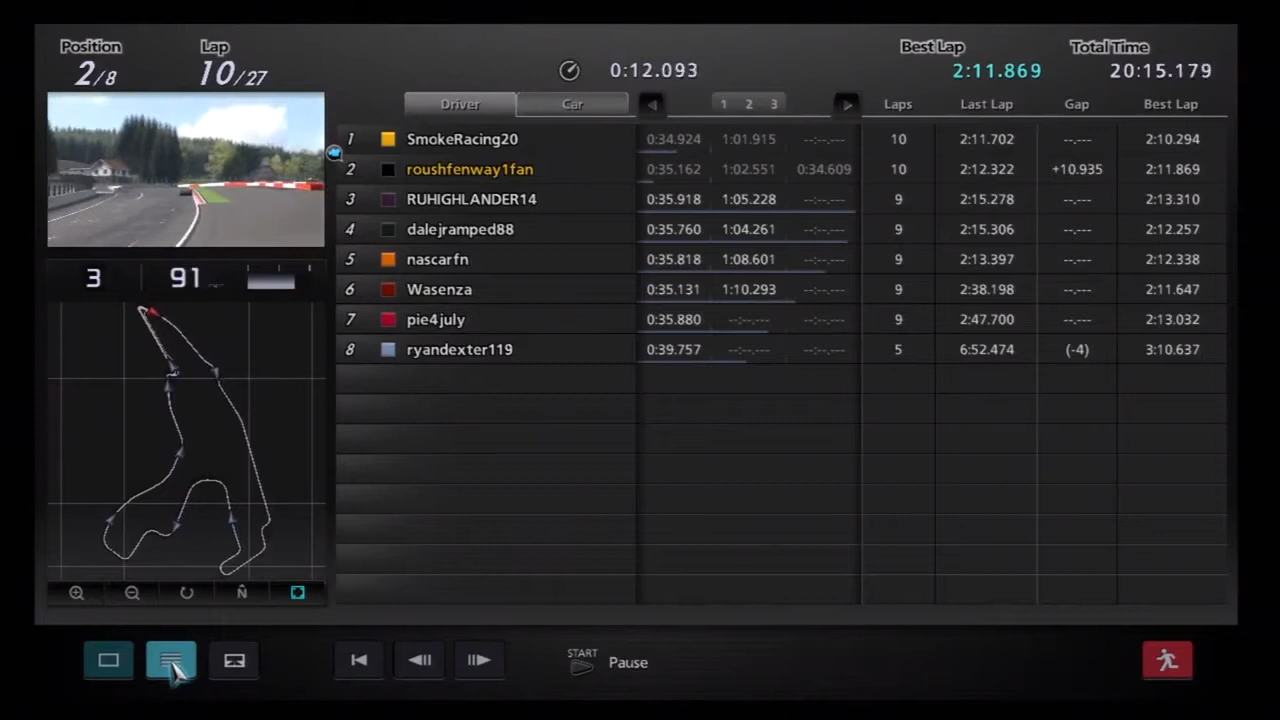 Position Lap Best Lap Total Time
2/8 10/27 0:12.093 2:11.869 20:15.179
Driver Car 1 2 3 Laps Last Lap Gap Best Lap
1 SmokeRacing20 0:34.924 1:01.915 --:--.--- 10 2:11.702 --.--- 2:10.294
2 roushfenway1fan 0:35.162 1:02.551 0:34.609 10 2:12.322 +10.935 2:11.869
3 RUHIGHLANDER14 0:35.918 1:05.228 --:--.--- 9 2:15.278 --.--- 2:13.310
4 dalejramped88 0:35.760 1:04.261 --:--.--- 9 2:15.306 --.--- 2:12.257
5 nascarfn 0:35.818 1:08.601 --:--.--- 9 2:13.397 --.--- 2:12.338
6 Wasenza 0:35.131 1:10.293 --:--.--- 9 2:38.198 --.--- 2:11.647
7 pie4july 0:35.880 --:--.--- --:--.--- 9 2:47.700 --.--- 2:13.032
8 ryandexter119 0:39.757 --:--.--- --:--.--- 5 6:52.474 (-4) 3:10.637
3 91
N
START
Pause